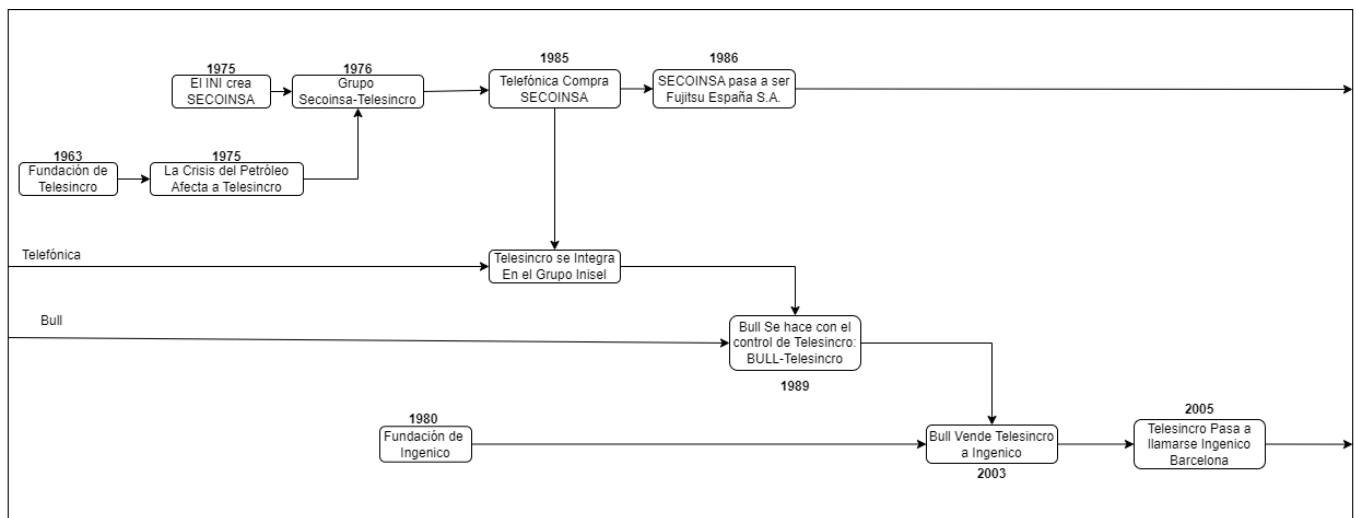 1975
El INI crea
SECOINSA
1976
Grupo
Secoinsa-Telesincro
1985
Telefónica Compra
SECOINSA
1986
SECOINSA pasa a ser
Fujitsu España S.A.
1963
Fundación de
Telesincro
1975
La Crisis del Petróleo
Afecta a Telesincro
Telefónica
Telesincro se Integra
En el Grupo Inisel
Bull
Bull Se hace con el
control de Telesincro:
BULL-Telesincro
1989
1980
Fundación de
Ingenico
Bull Vende Telesincro
a Ingenico
2003
2005
Telesincro Pasa a
llamarse Ingenico
Barcelona